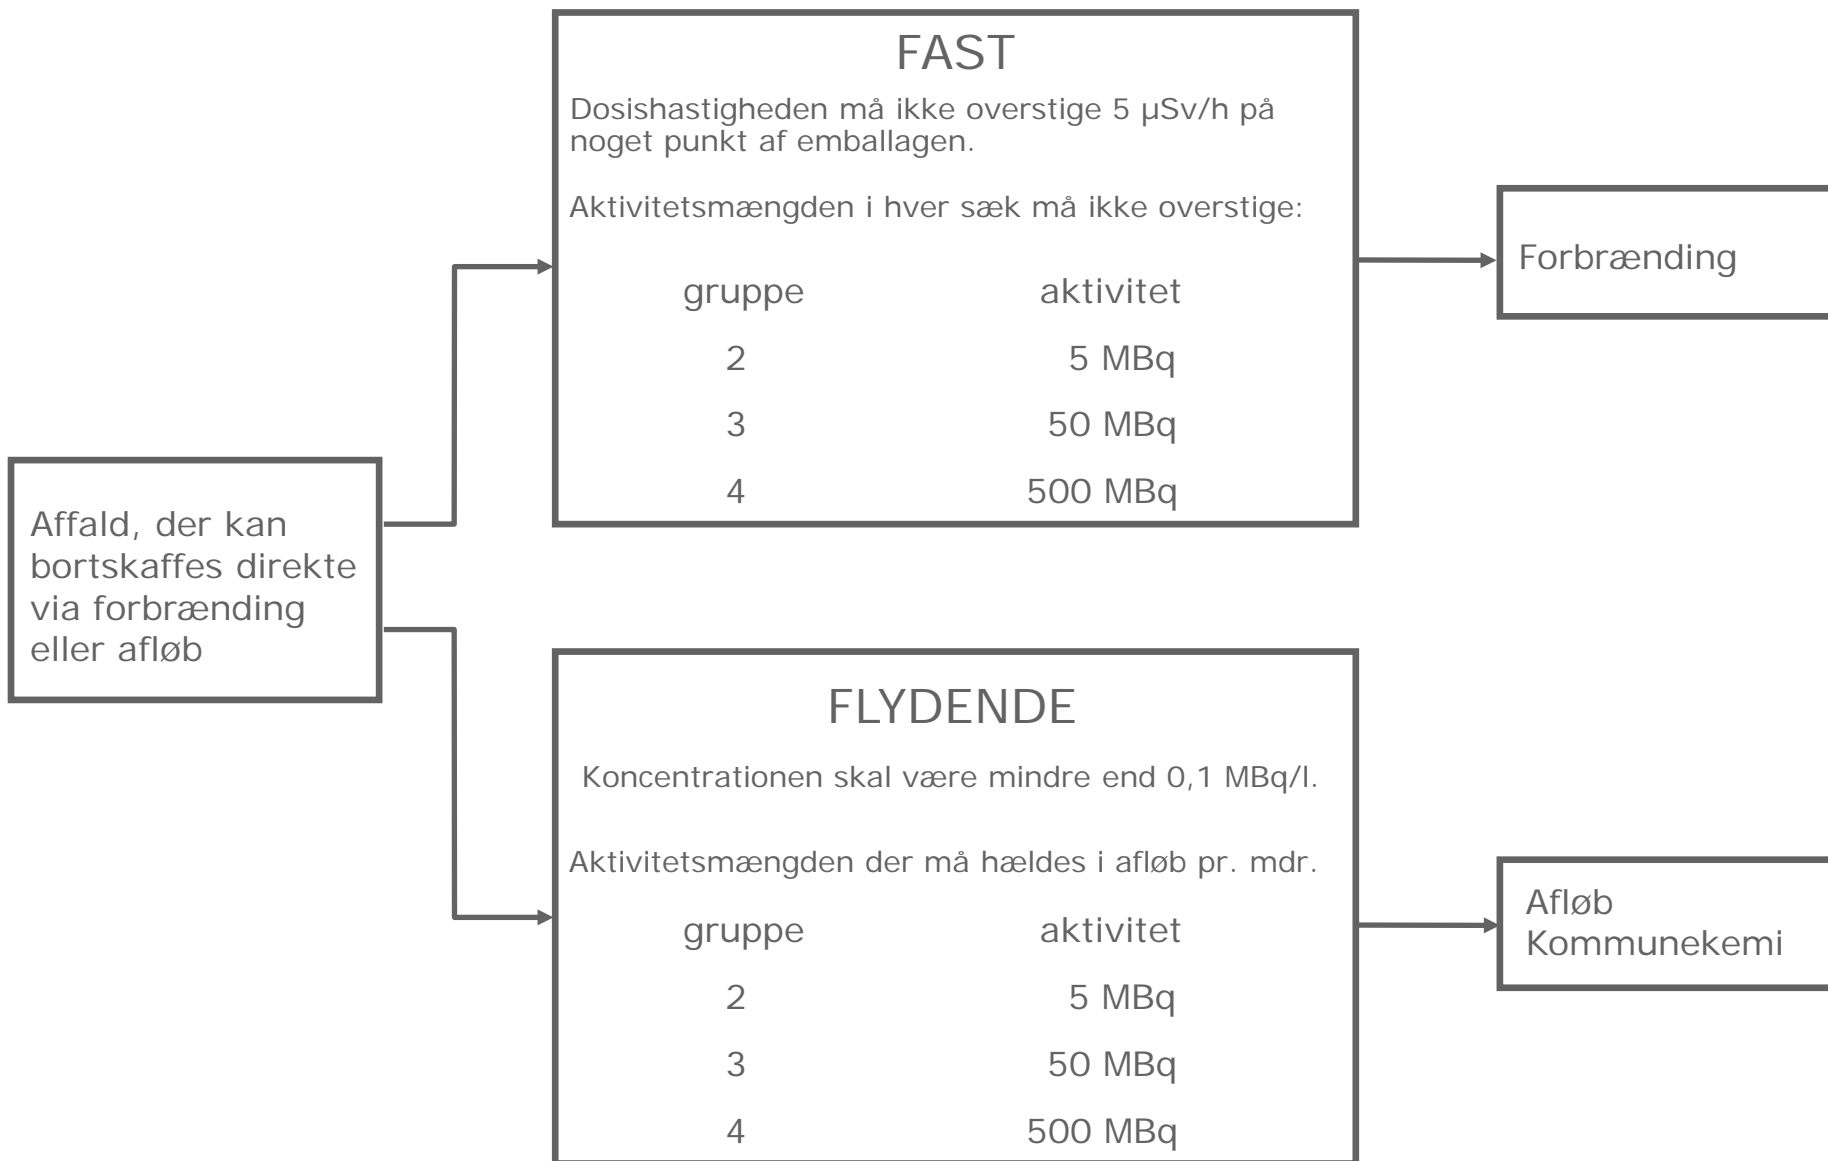 Affald, der kan
bortskaffes direkte
via forbrænding
eller afløb
FAST
Dosishastigheden må ikke overstige 5 µSv/h på
noget punkt af emballagen.
Aktivitetsmængden i hver sæk må ikke overstige:
gruppe aktivitet
2 5 MBq
3 50 MBq
4 500 MBq
Forbrænding
FLYDENDE
Koncentrationen skal være mindre end 0,1 MBq/l.
Aktivitetsmængden der må hældes i afløb pr. mdr.
gruppe aktivitet
2 5 MBq
3 50 MBq
4 500 MBq
Afløb
Kommunekemi